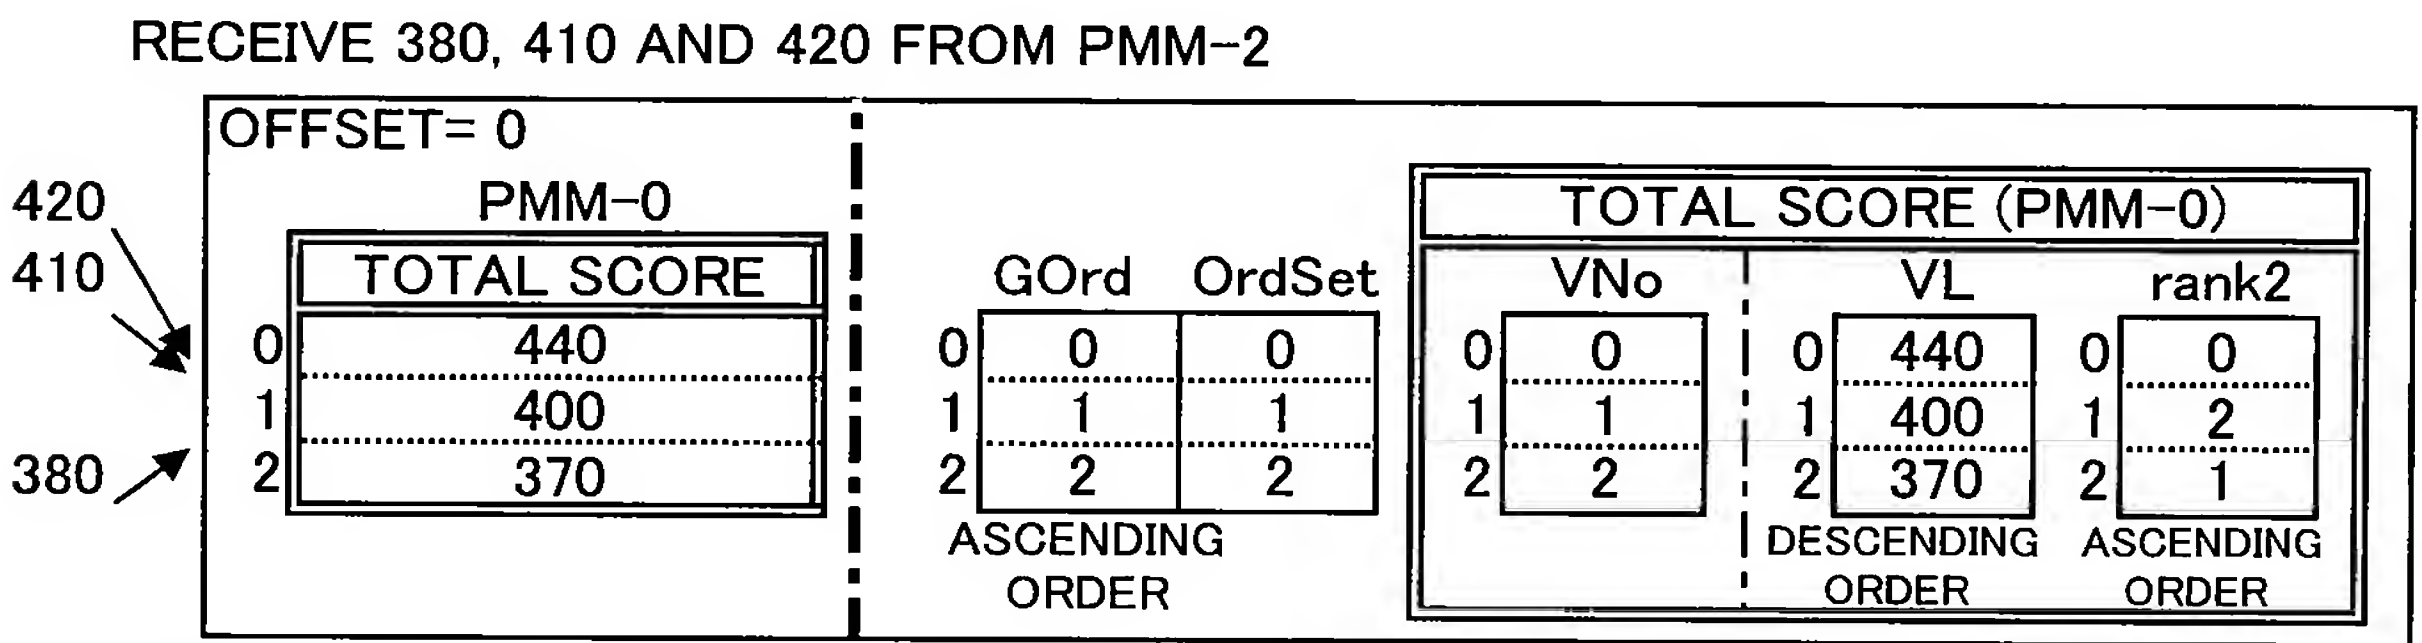 RECEIVE 380, 410 AND 420 FROM PMM-2
OFFSET= 0
420
410
380
PMM-0
TOTAL SCORE
0 440
1 400
2 370
GOrd OrdSet
0 0 0
1 1 1
2 2 2
ASCENDING
ORDER
TOTAL SCORE (PMM-0)
VNo VL rank2
0 0 0 440 0 0
1 1 1 400 1 2
2 2 2 370 2 1
DESCENDING ASCENDING
ORDER ORDER